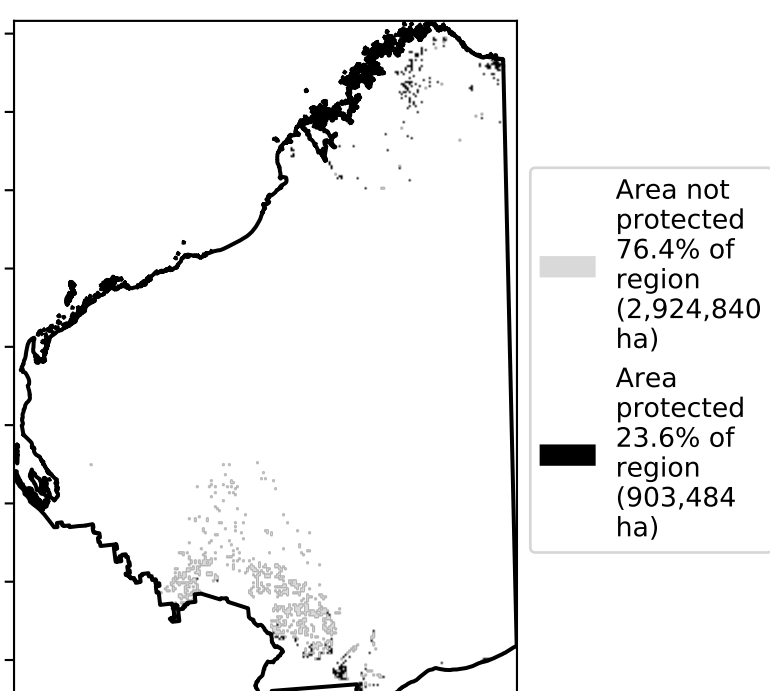 Area not
protected
76.4% of
region
(2,924,840
ha)
Area
protected
23.6% of
region
(903,484
ha)